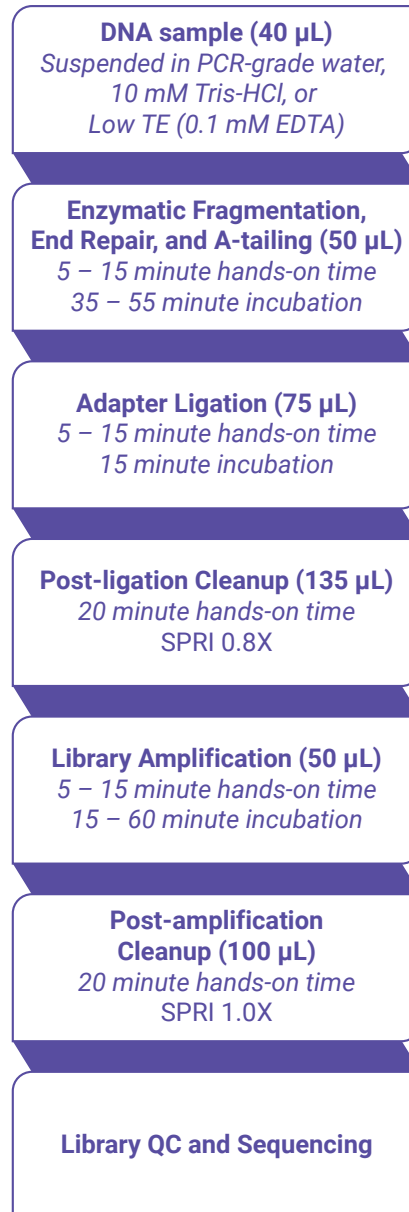 DNA sample (40 µL)
Suspended in PCR-grade water,
10 mM Tris-HCl, or
Low TE (0.1 mM EDTA)
Enzymatic Fragmentation,
End Repair, and A-tailing (50 µL)
5 – 15 minute hands-on time
35 – 55 minute incubation
Adapter Ligation (75 µL)
5 – 15 minute hands-on time
15 minute incubation
Post-ligation Cleanup (135 µL)
20 minute hands-on time
SPRI 0.8X
Library Amplification (50 µL)
5 – 15 minute hands-on time
15 – 60 minute incubation
Post-amplification
Cleanup (100 µL)
20 minute hands-on time
SPRI 1.0X
Library QC and Sequencing